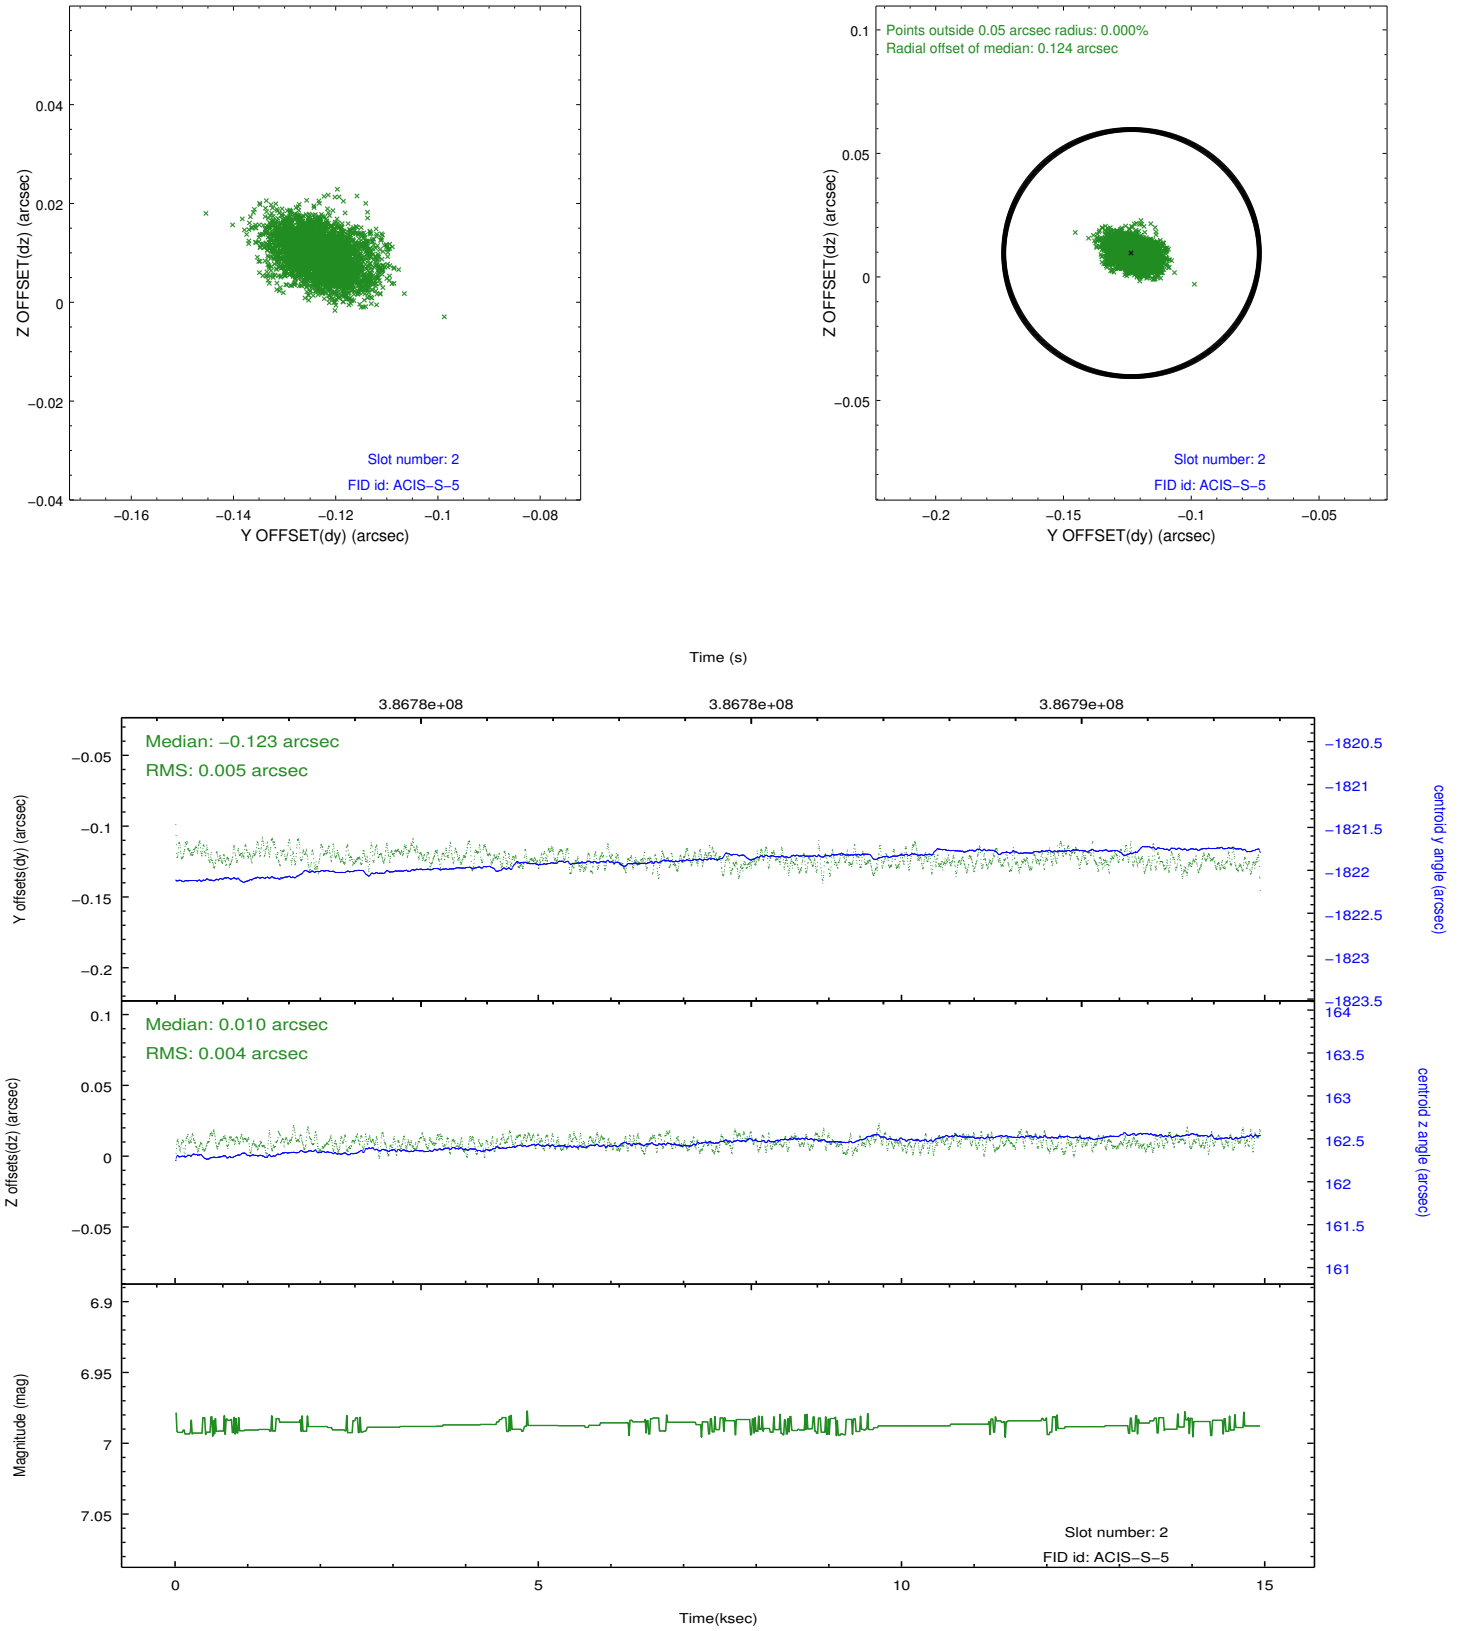 0.04
0.02
0
−0.02
−0.04
Z OFFSET(dz) (arcsec)
Slot number: 2
FID id: ACIS−S−5
−0.16 −0.14 −0.12 −0.1 −0.08
Y OFFSET(dy) (arcsec)
Points outside 0.05 arcsec radius: 0.000%
Radial offset of median: 0.124 arcsec
0.1
0.05
0
−0.05
Z OFFSET(dz) (arcsec)
Slot number: 2
FID id: ACIS−S−5
−0.2 −0.15 −0.1 −0.05
Y OFFSET(dy) (arcsec)
Time (s)
3.8678e+08 3.8678e+08 3.8679e+08
Median: −0.123 arcsec
RMS: 0.005 arcsec
−0.05
−0.1
−0.15
−0.2
Y offsets(dy) (arcsec)
−1820.5
−1821
−1821.5
−1822
−1822.5
−1823
−1823.5
centroid y angle (arcsec)
Median: 0.010 arcsec
RMS: 0.004 arcsec
0.1
0.05
0
−0.05
Z offsets(dz) (arcsec)
164
163.5
163
162.5
162
161.5
161
centroid z angle (arcsec)
6.9
6.95
7
7.05
Magnitude (mag)
Slot number: 2
FID id: ACIS−S−5
0 5 10 15
Time(ksec)